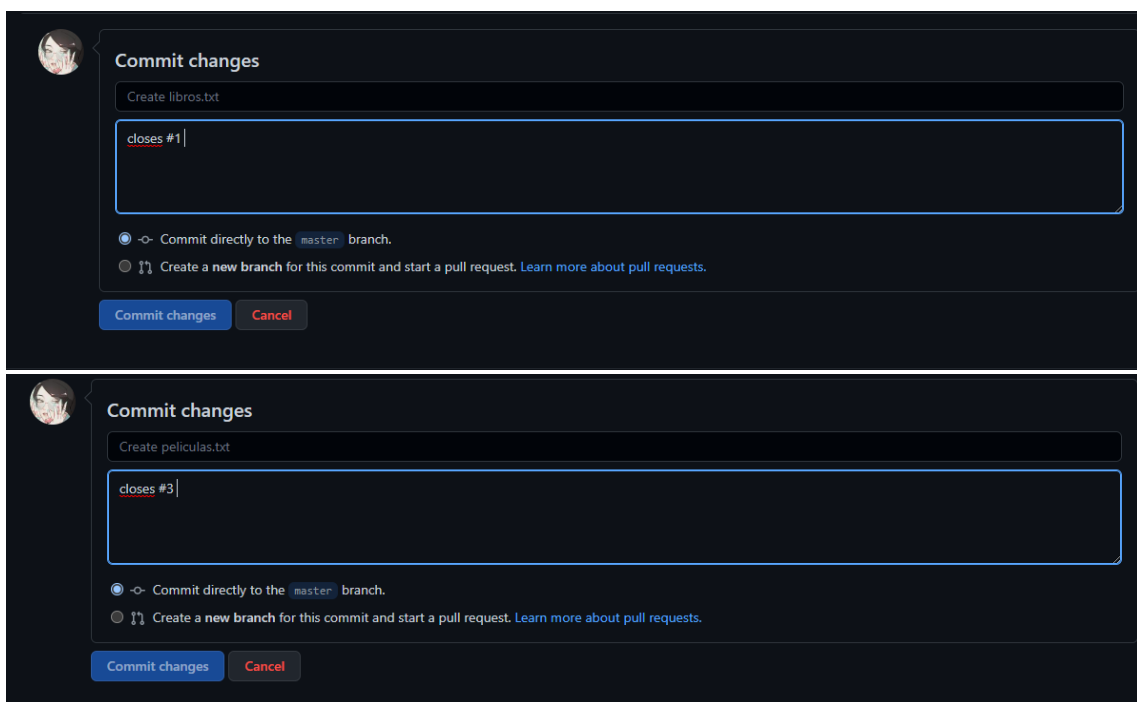 Commit changes
Create libros.txt
closes #1
Commit directly to the master branch.
Create a new branch for this commit and start a pull request. Learn more about pull requests.
Commit changes Cancel
Commit changes
Create peliculas.txt
closes #3
Commit directly to the master branch.
Create a new branch for this commit and start a pull request. Learn more about pull requests.
Commit changes Cancel